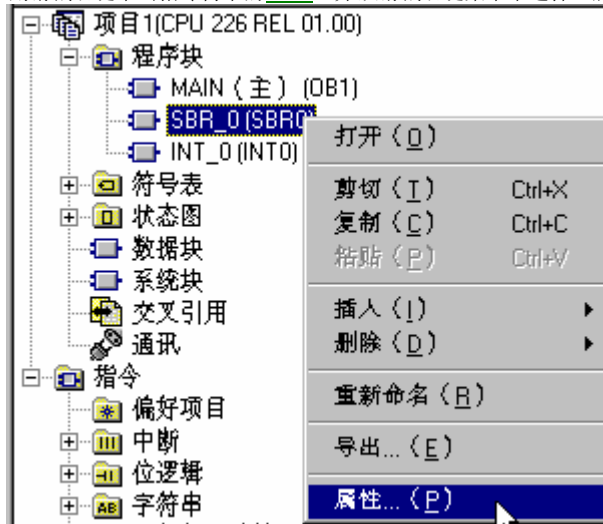 项目1(CPU 226 REL 01.00)
程序块
MAIN（主）(OB1)
SBR_0 (SBR0)
INT_0 (INT0)
符号表
状态图
数据块
系统块
交叉引用
通讯
指令
偏好项目
中断
位逻辑
字符串
打开（O）
剪切（T） Ctrl+X
复制（C） Ctrl+C
粘贴（P） Ctrl+V
插入（I）
删除（D）
重新命名（R）
导出...（E）
属性...（P）